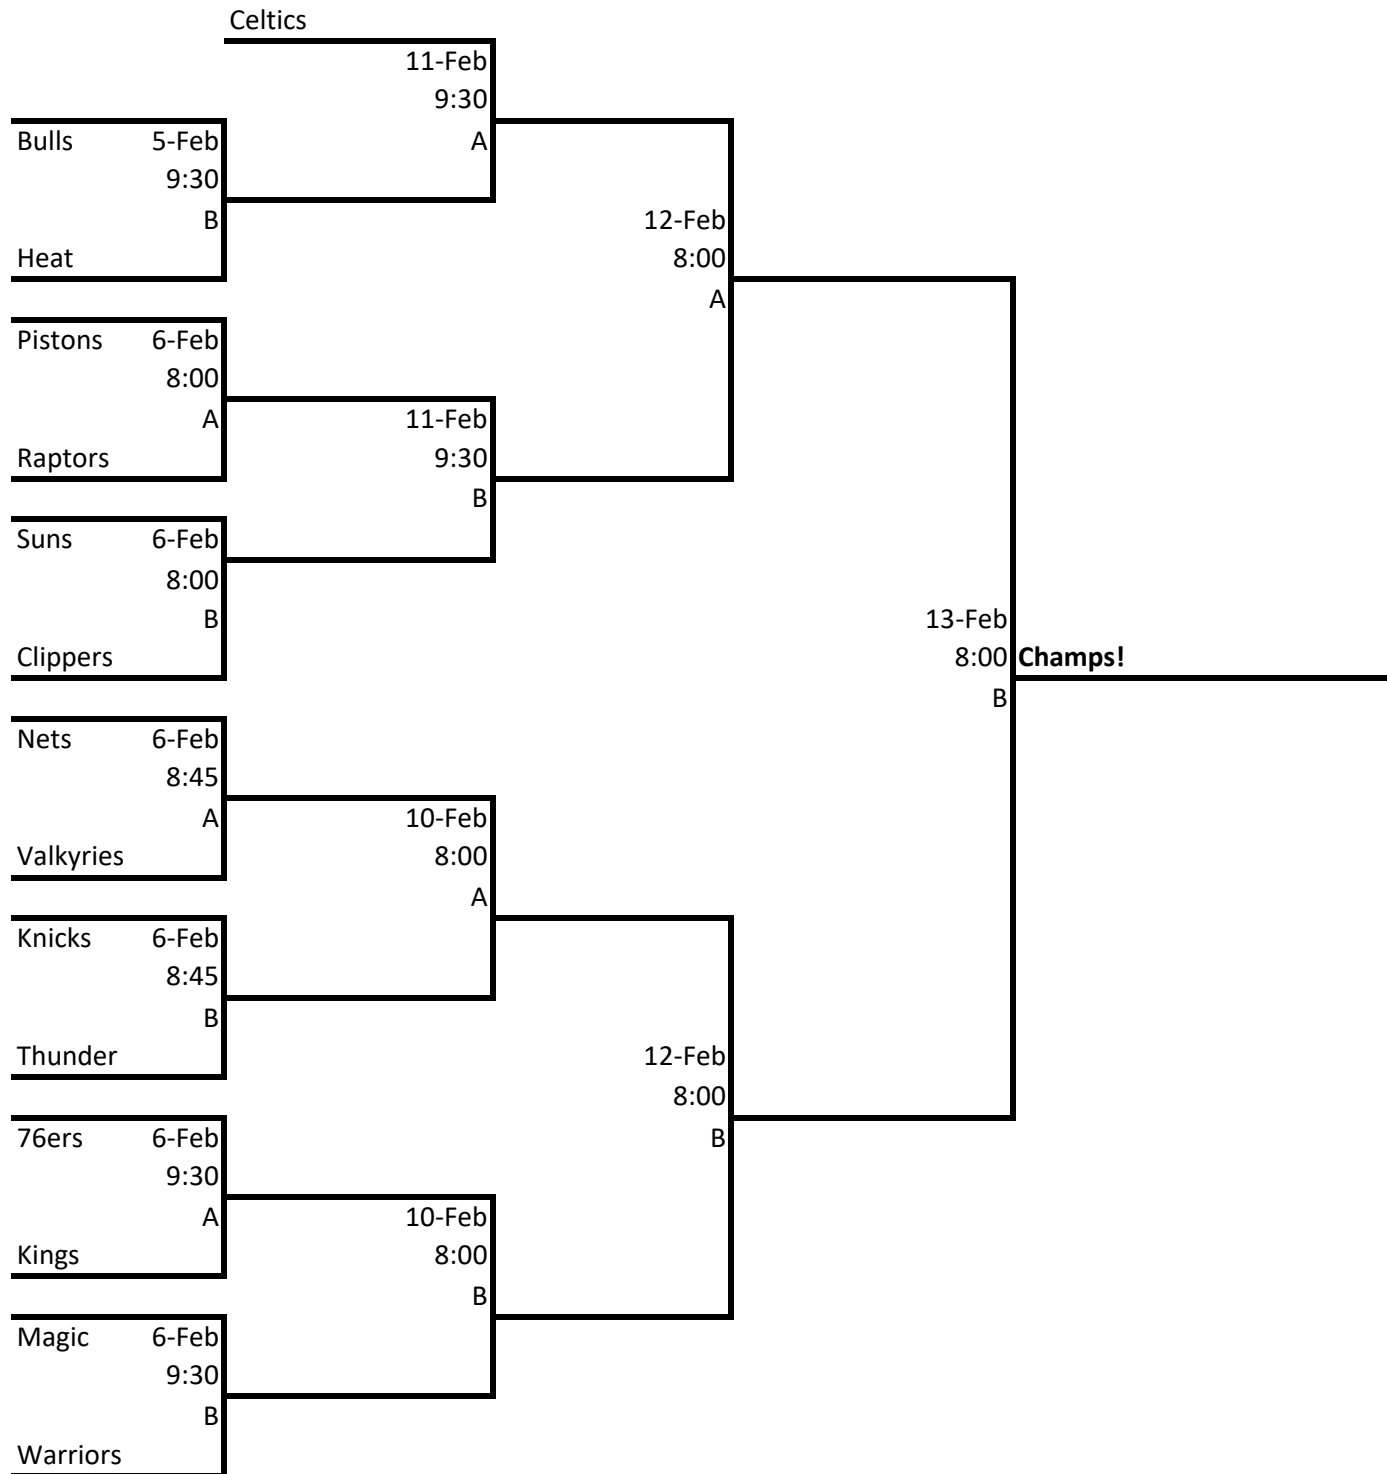 Celtics
11-Feb
9:30
A
Bulls 5-Feb
9:30
B
Heat
12-Feb
8:00
A
Pistons 6-Feb
8:00
A
Raptors
11-Feb
9:30
B
Suns 6-Feb
8:00
B
Clippers
13-Feb
8:00 Champs!
B
Nets 6-Feb
8:45
A
Valkyries
10-Feb
8:00
A
Knicks 6-Feb
8:45
B
Thunder
12-Feb
8:00
B
76ers 6-Feb
9:30
A
Kings
10-Feb
8:00
B
Magic 6-Feb
9:30
B
Warriors